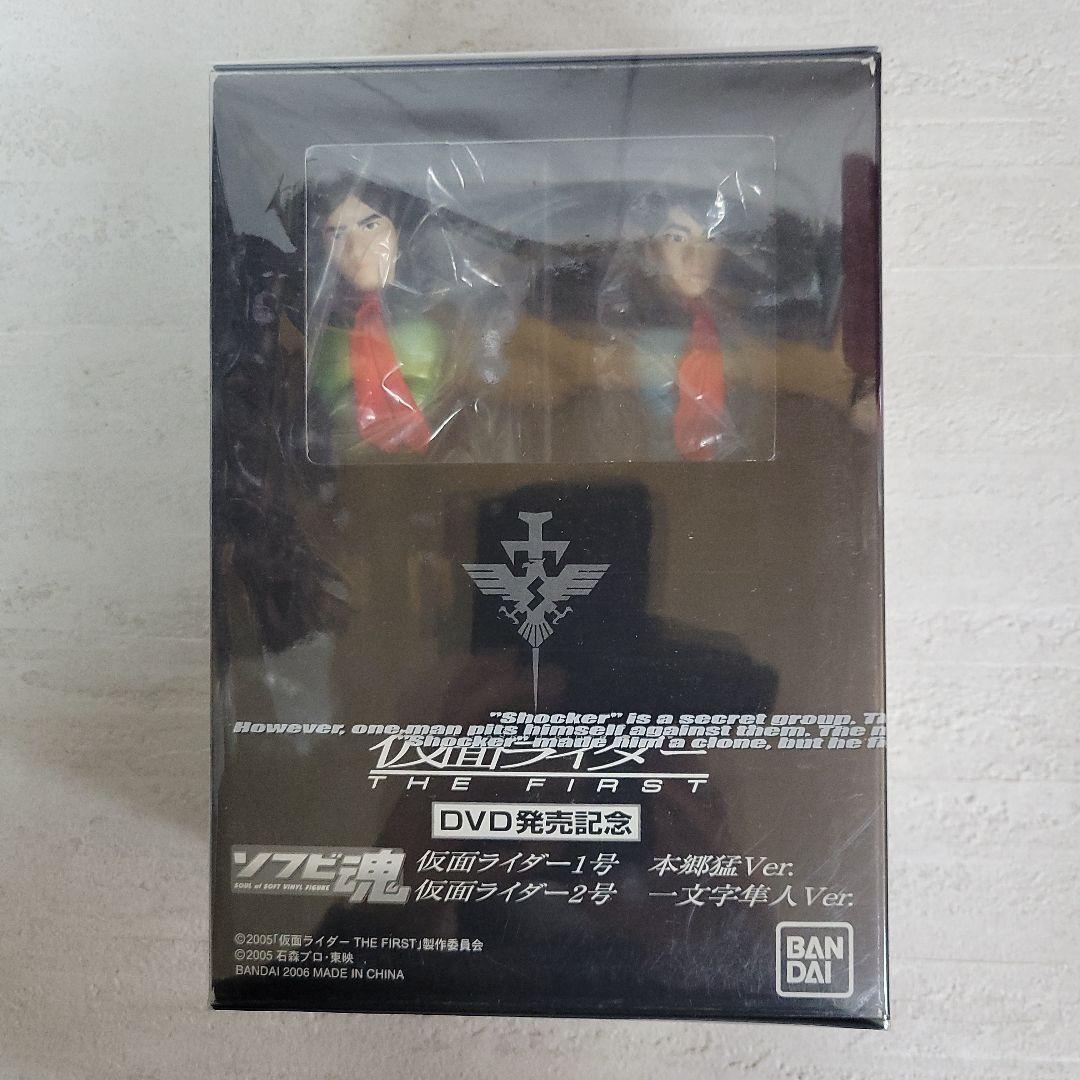 "Shocker" is a secret group. Th
However, one man pits himself against them. The n
"Shocker" made him a clone, but he fa
仮面ライダー
THE FIRST
DVD発売記念
ソフビ魂 仮面ライダー1号 本郷猛Ver.
SOUL of SOFT VINYL FIGURE 仮面ライダー2号 一文字隼人Ver.
©2005「仮面ライダー THE FIRST」製作委員会
©2005 石森プロ・東映
BANDAI 2006 MADE IN CHINA
BAN
DAI